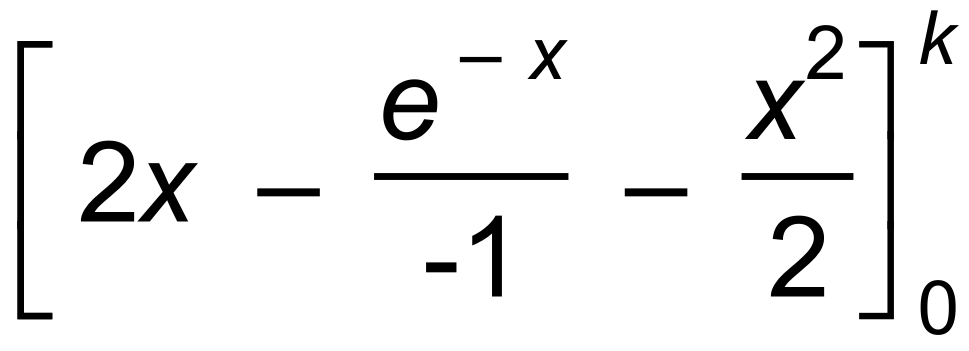 [2x − e^{− x}/-1 − x^2/2]_0^k